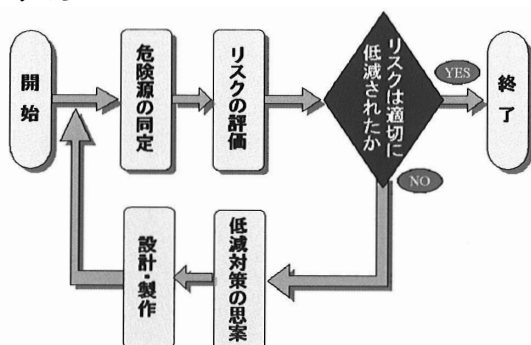 開始
危険源の同定
リスクの評価
リスクは適切に
低減されたか
YES
終了
NO
低減対策の思案
設計・製作